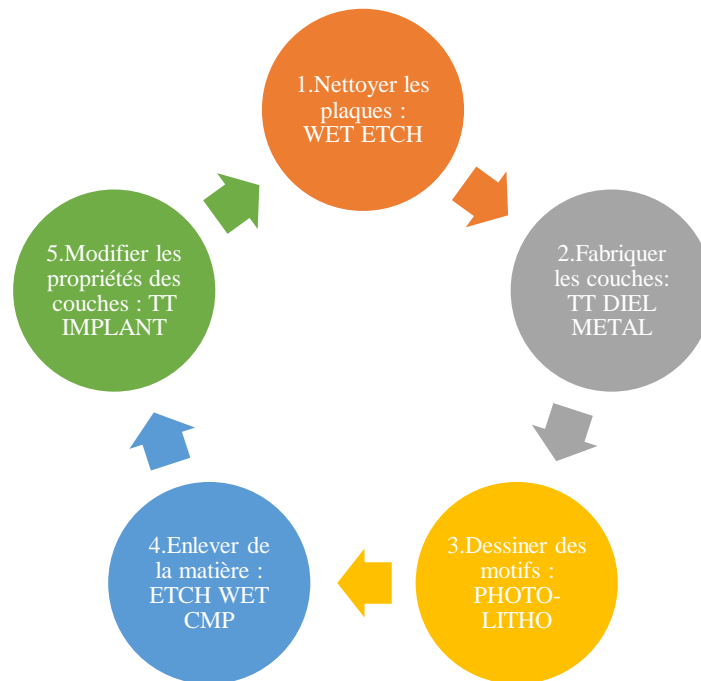 1.Nettoyer les
plaques :
WET ETCH
2.Fabriquer
les couches:
TT DIEL
METAL
3.Dessiner des
motifs :
PHOTO-
LITHO
4.Enlever de
la matière :
ETCH WET
CMP
5.Modifier les
propriétés des
couches : TT
IMPLANT